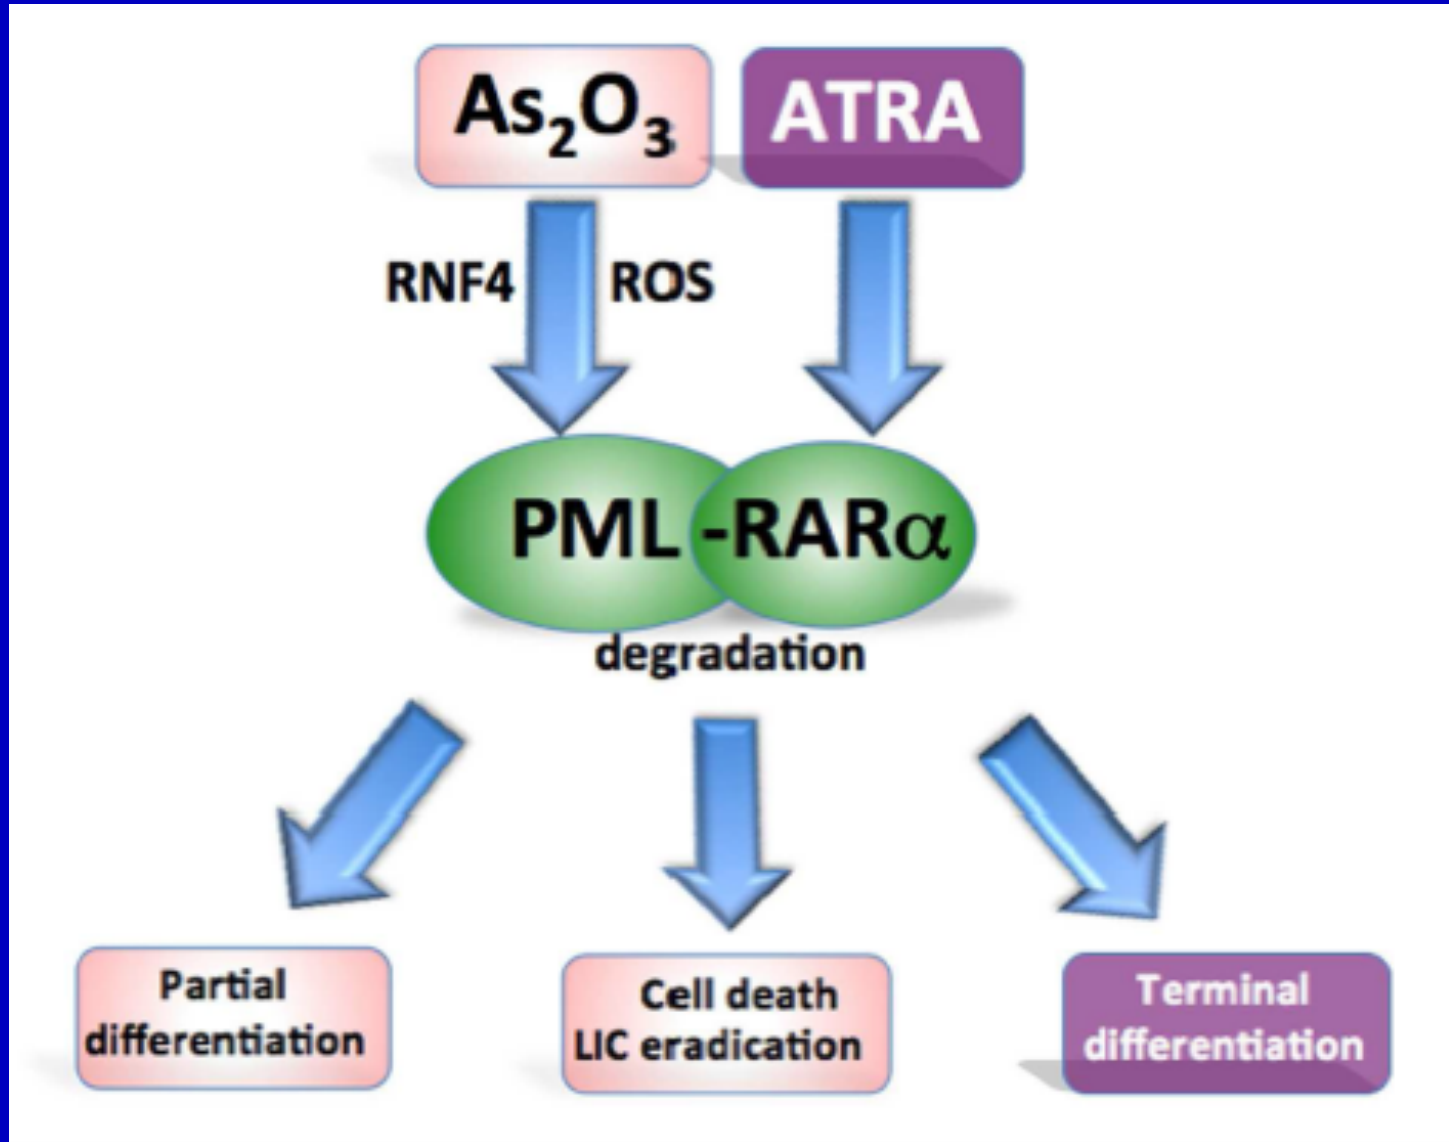 As₂O₃
ATRA
RNF4
ROS
PML -RARα
degradation
Partial
differentiation
Cell death
LIC eradication
Terminal
differentiation